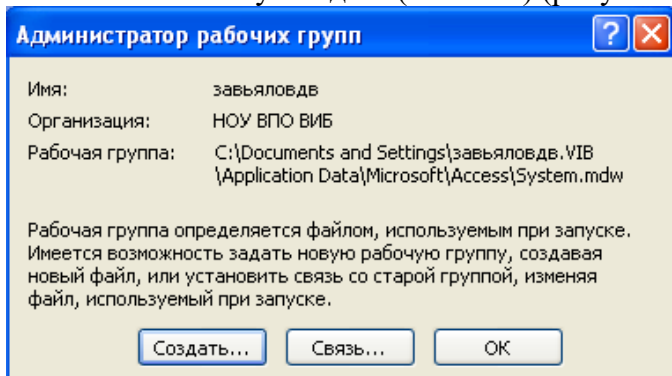 Администратор рабочих групп
Имя: завьяловдв
Организация: НОУ ВПО ВИБ
Рабочая группа: C:\Documents and Settings\завьяловдв.VIB
\Application Data\Microsoft\Access\System.mdw
Рабочая группа определяется файлом, используемым при запуске.
Имеется возможность задать новую рабочую группу, создавая
новый файл, или установить связь со старой группой, изменяя
файл, используемый при запуске.
Создать... Связь... ОК